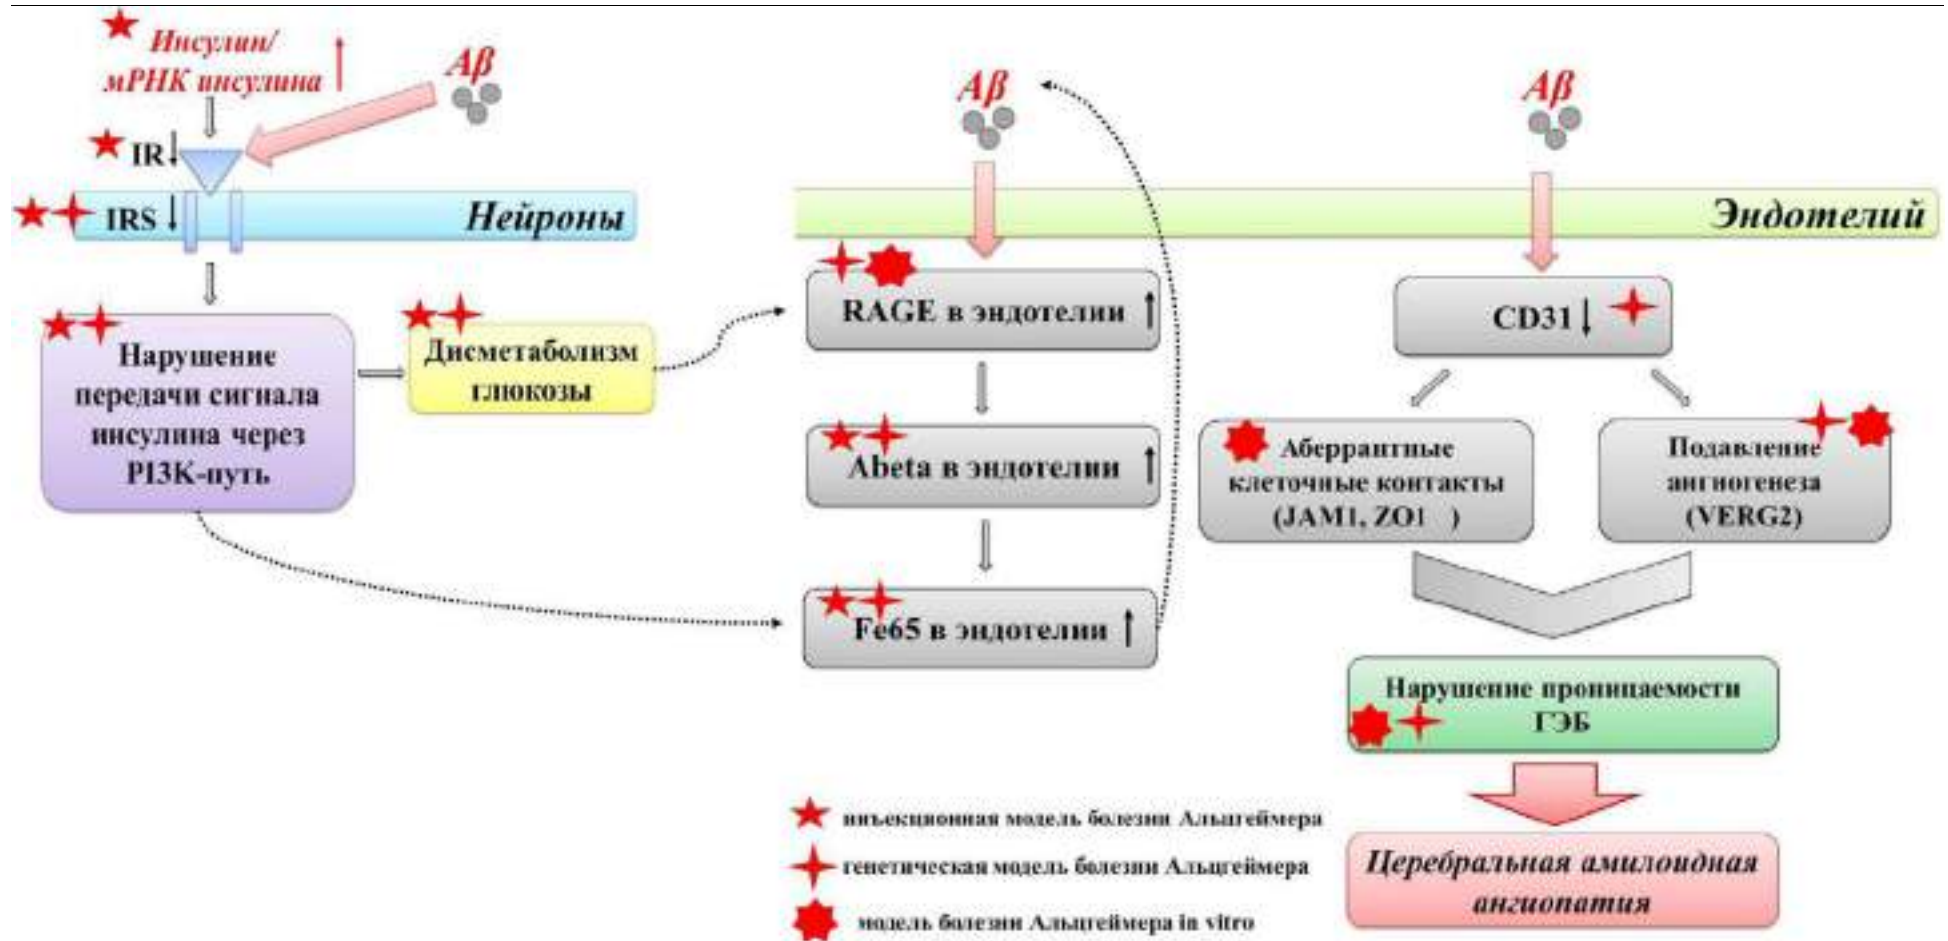 Инсулин/
мРНК инсулина
Aβ
IR
IRS
Нейроны
Нарушение
передачи сигнала
инсулина через
PI3K-путь
Дисметаболизм
глюкозы
Aβ
Aβ
Эндотелий
RAGE в эндотелии
Abeta в эндотелии
Fe65 в эндотелии
CD31
Аберрантные
клеточные контакты
(JAM1, ZO1 )
Подавление
ангиогенеза
(VERG2)
Нарушение проницаемости
ГЭБ
Церебральная амилоидная
ангиопатия
инъекционная модель болезни Альцгеймера
генетическая модель болезни Альцгеймера
модель болезни Альцгеймера in vitro